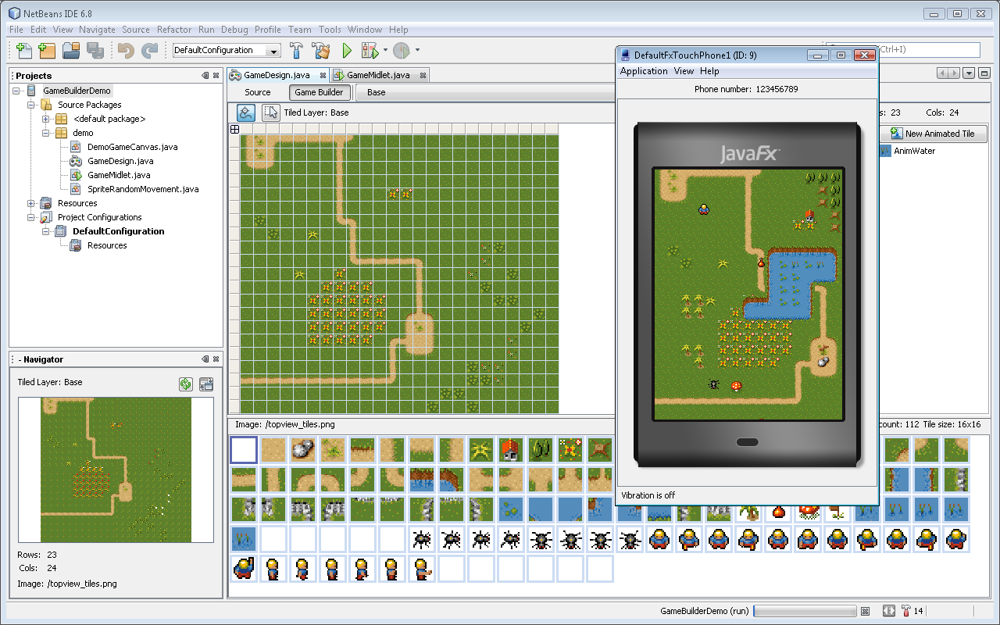 NetBeans IDE 6.8
File Edit View Navigate Source Refactor Run Debug Profile Team Tools Window Help
DefaultConfiguration
(Ctrl+I)
Projects
GameBuilderDemo
Source Packages
<default package>
demo
DemoGameCanvas.java
GameDesign.java
GameMidlet.java
SpriteRandomMovement.java
Resources
Project Configurations
DefaultConfiguration
Resources
- Navigator
Tiled Layer: Base
Rows: 23
Cols: 24
Image: /topview_tiles.png
GameDesign.java
GameMidlet.java
Source
Game Builder
Base
Tiled Layer: Base
s: 23 Cols: 24
New Animated Tile
AnimWater
Image: /topview_tiles.png
count: 112 Tile size: 16x16
DefaultFxTouchPhone1 (ID: 9)
Application View Help
Phone number: 123456789
JavaFx
Vibration is off
GameBuilderDemo (run)
14